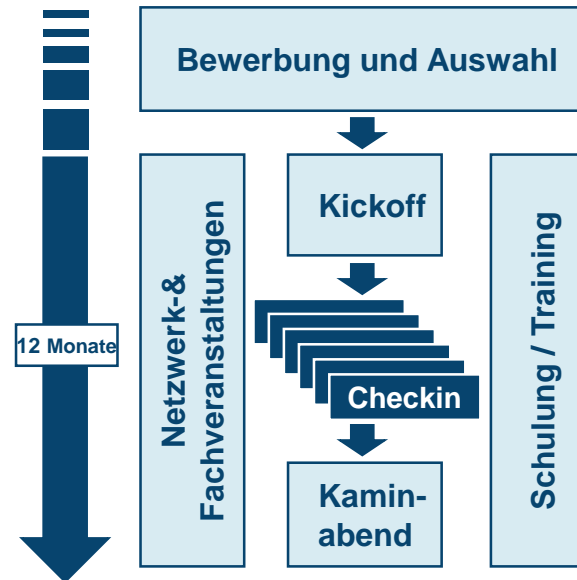 Bewerbung und Auswahl
Kickoff
Netzwerk-&
Fachveranstaltungen
Schulung / Training
12 Monate
Checkin
Kamin-
abend